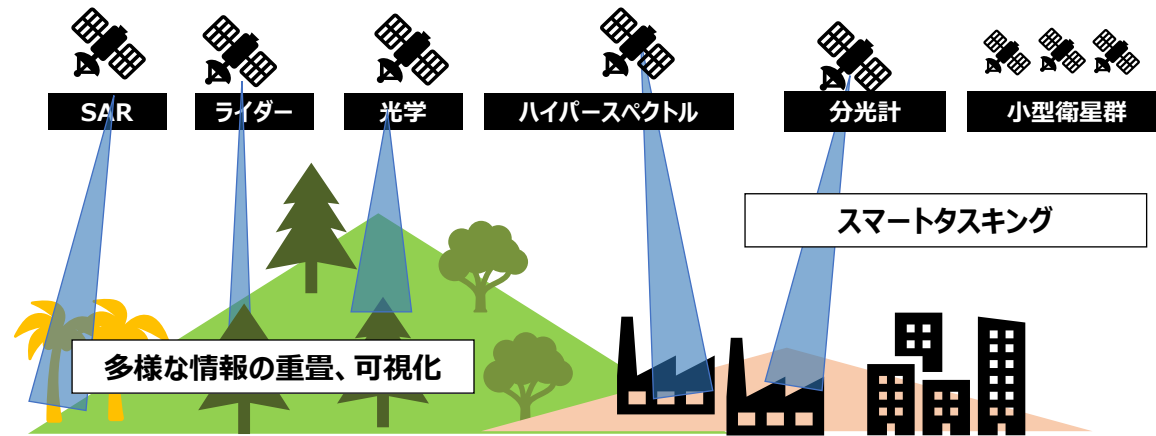 SAR
ライダー
光学
ハイパースペクトル
分光計
小型衛星群
スマートタスキング
多様な情報の重畳、可視化